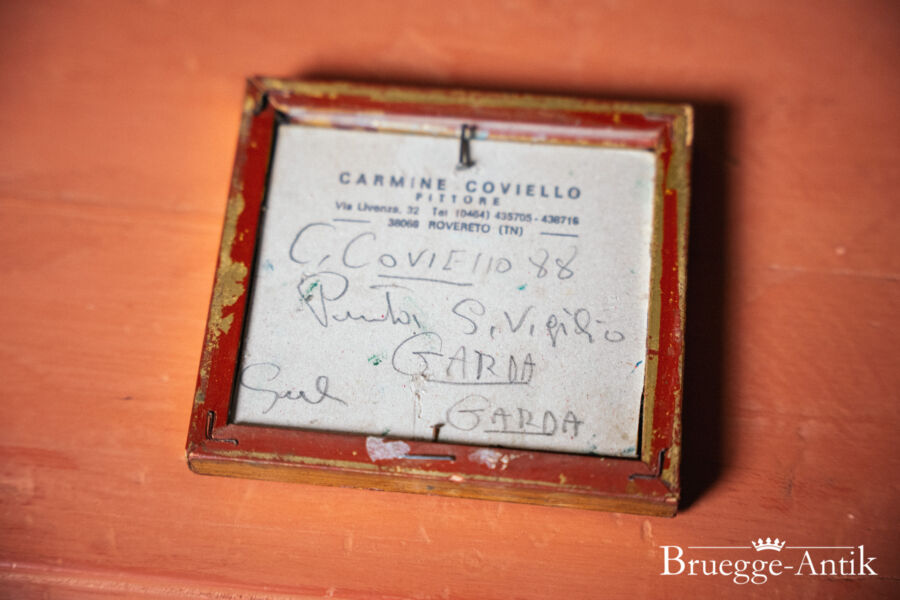 CARMINE COVIELLO
PITTORE
Via Livenza, 32 Tel (0464) 435705 - 436716
38068 ROVERETO (TN)
C. COVIELLO 88
Punta S. Vigilio
GARDA
GARDA
Bruegge-Antik